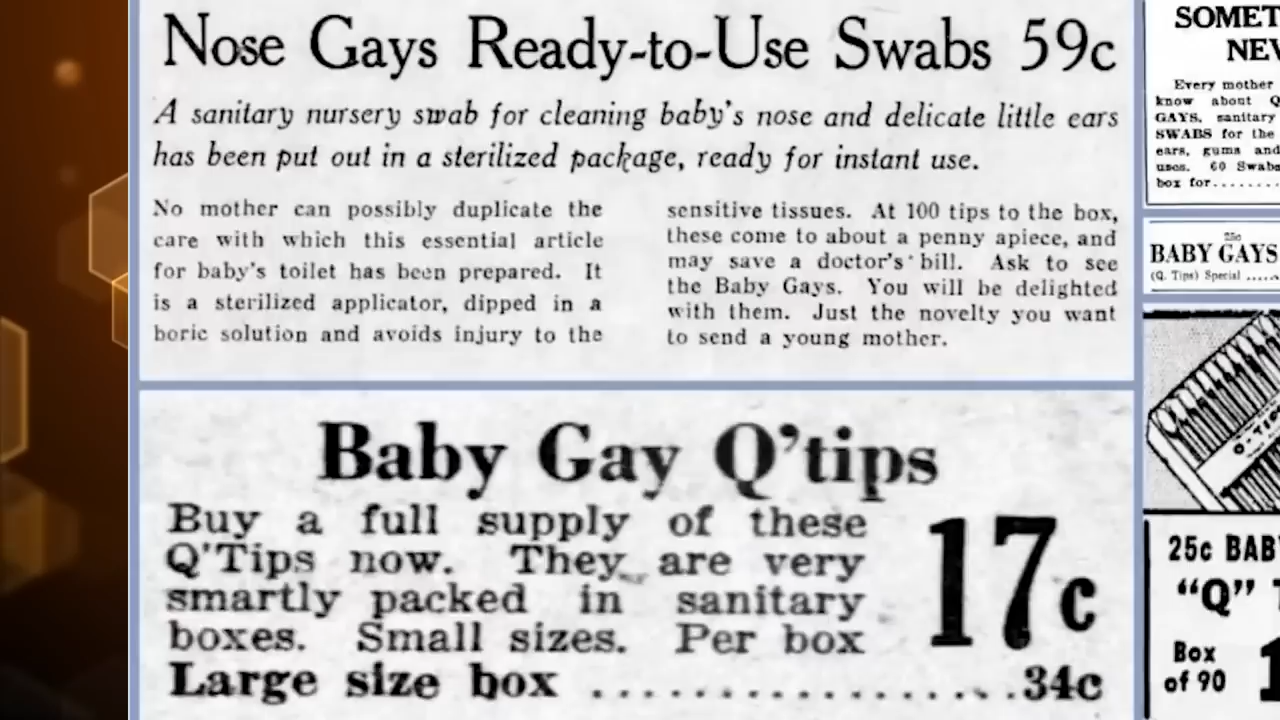 Nose Gays Ready-to-Use Swabs 59c
A sanitary nursery swab for cleaning baby's nose and delicate little ears
has been put out in a sterilized package, ready for instant use.
No mother can possibly duplicate the
care with which this essential article
for baby's toilet has been prepared. It
is a sterilized applicator, dipped in a
boric solution and avoids injury to the
sensitive tissues. At 100 tips to the box,
these come to about a penny apiece, and
may save a doctor's bill. Ask to see
the Baby Gays. You will be delighted
with them. Just the novelty you want
to send a young mother.
Baby Gay Q'tips
Buy a full supply of these
Q'Tips now. They are very
smartly packed in sanitary
boxes. Small sizes. Per box
17c
Large size box ..................34c
SOMET
NEW
Every mother
know about Q
GAYS, sanitary
SWABS for the
ears, gums and
uses. 60 Swabs
box for.........
25c
BABY GAYS
(Q. Tips) Special .....
Q-TIPS
25c BAB
"Q"
Box
of 90
1